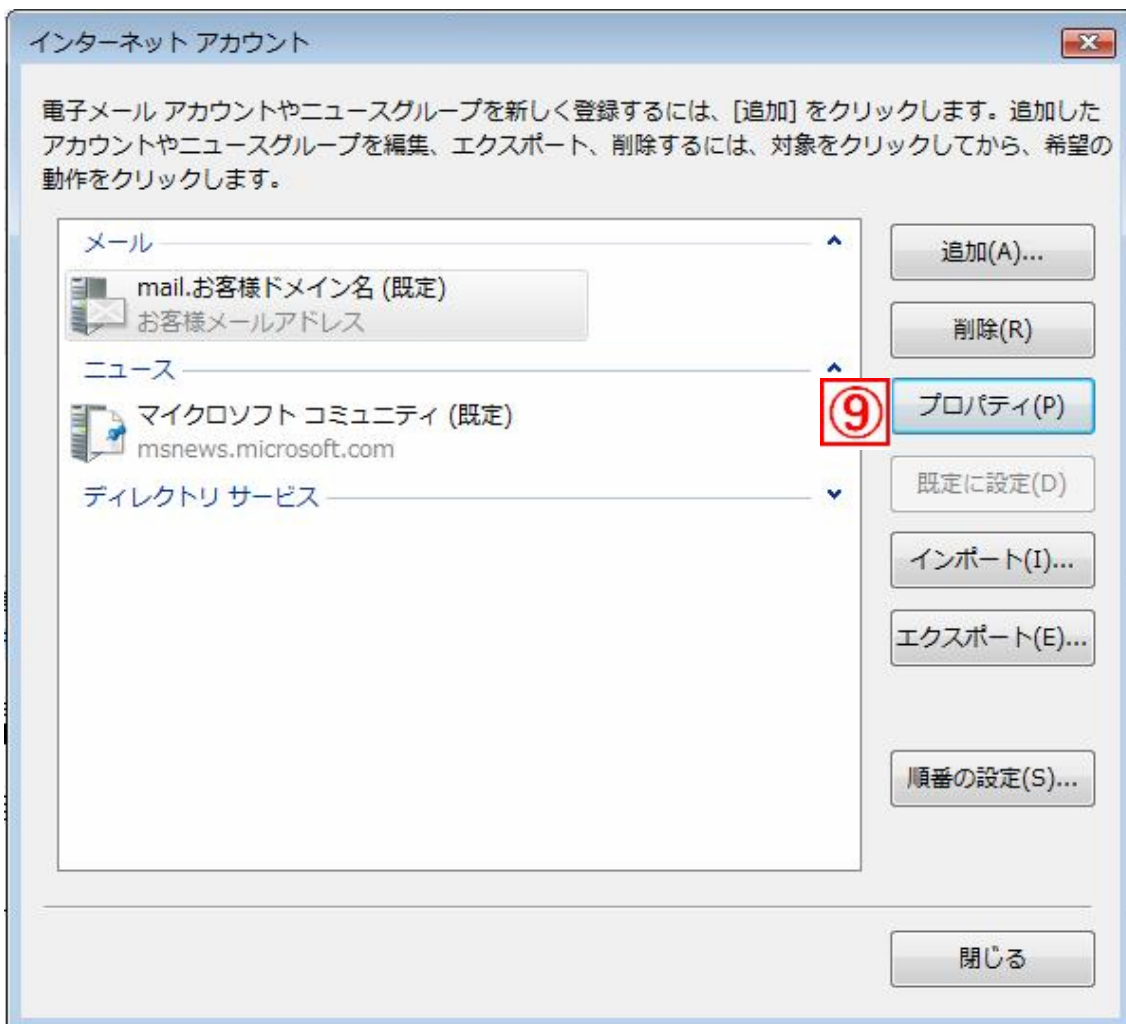 インターネット アカウント
電子メール アカウントやニュースグループを新しく登録するには、[追加] をクリックします。追加した
アカウントやニュースグループを編集、エクスポート、削除するには、対象をクリックしてから、希望の
動作をクリックします。
メール
mail.お客様ドメイン名 (既定)
お客様メールアドレス
ニュース
マイクロソフト コミュニティ (既定)
msnews.microsoft.com
ディレクトリ サービス
追加(A)...
削除(R)
⑨
プロパティ(P)
既定に設定(D)
インポート(I)...
エクスポート(E)...
順番の設定(S)...
閉じる